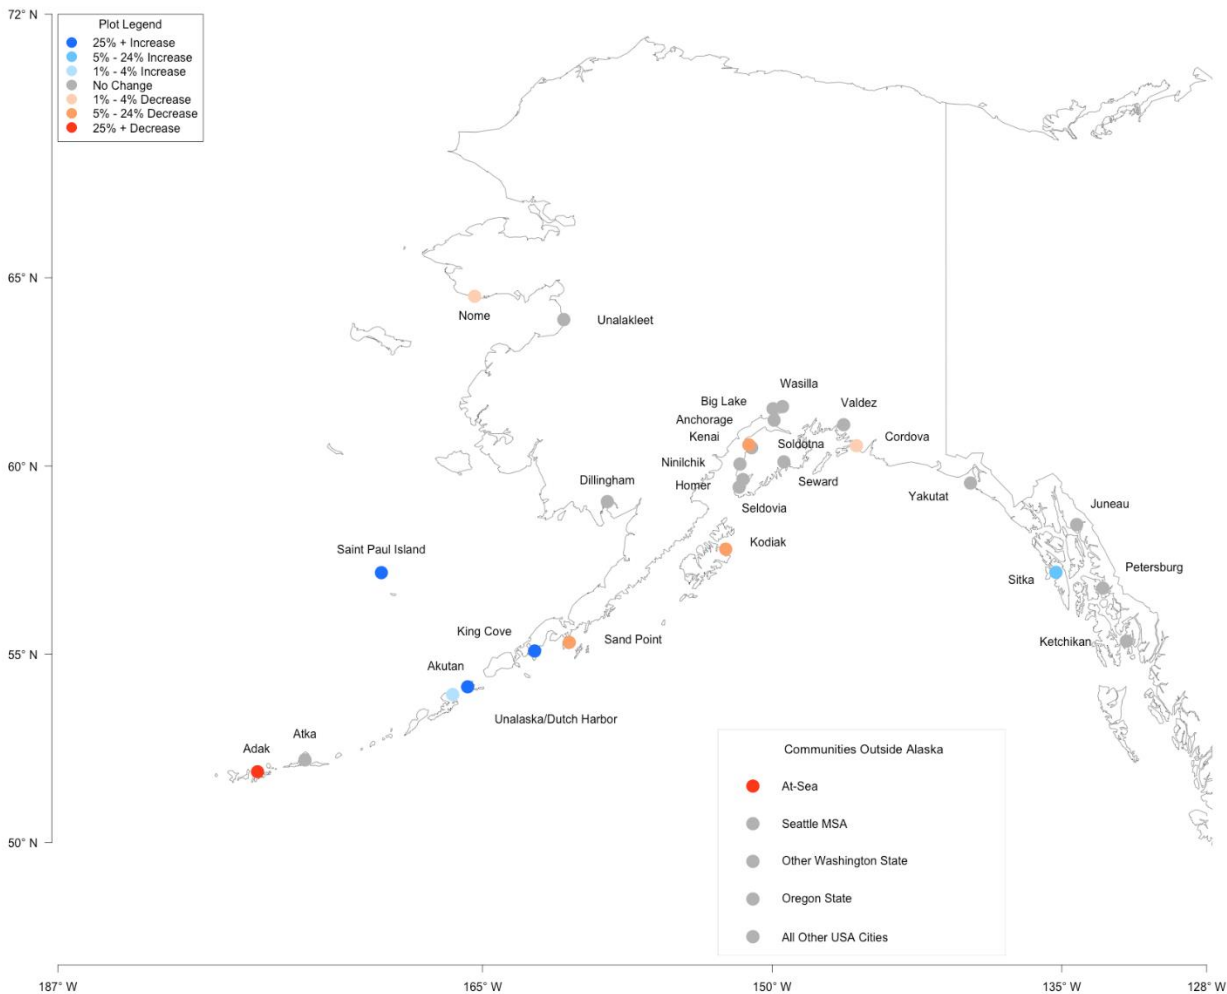 72° N
Plot Legend
25% + Increase
5% - 24% Increase
1% - 4% Increase
No Change
1% - 4% Decrease
5% - 24% Decrease
25% + Decrease
65° N
Nome
Unalakleet
Wasilla
Big Lake
Valdez
Anchorage
Kenai
Soldotna
Cordova
60° N
Ninilchik
Dillingham
Homer
Seward
Yakutat
Seldovia
Juneau
Kodiak
Saint Paul Island
Petersburg
Sitka
King Cove
Sand Point
Ketchikan
55° N
Akutan
Unalaska/Dutch Harbor
Atka
Adak
Communities Outside Alaska
At-Sea
Seattle MSA
50° N
Other Washington State
Oregon State
All Other USA Cities
187° W
165° W
150° W
135° W
128° W